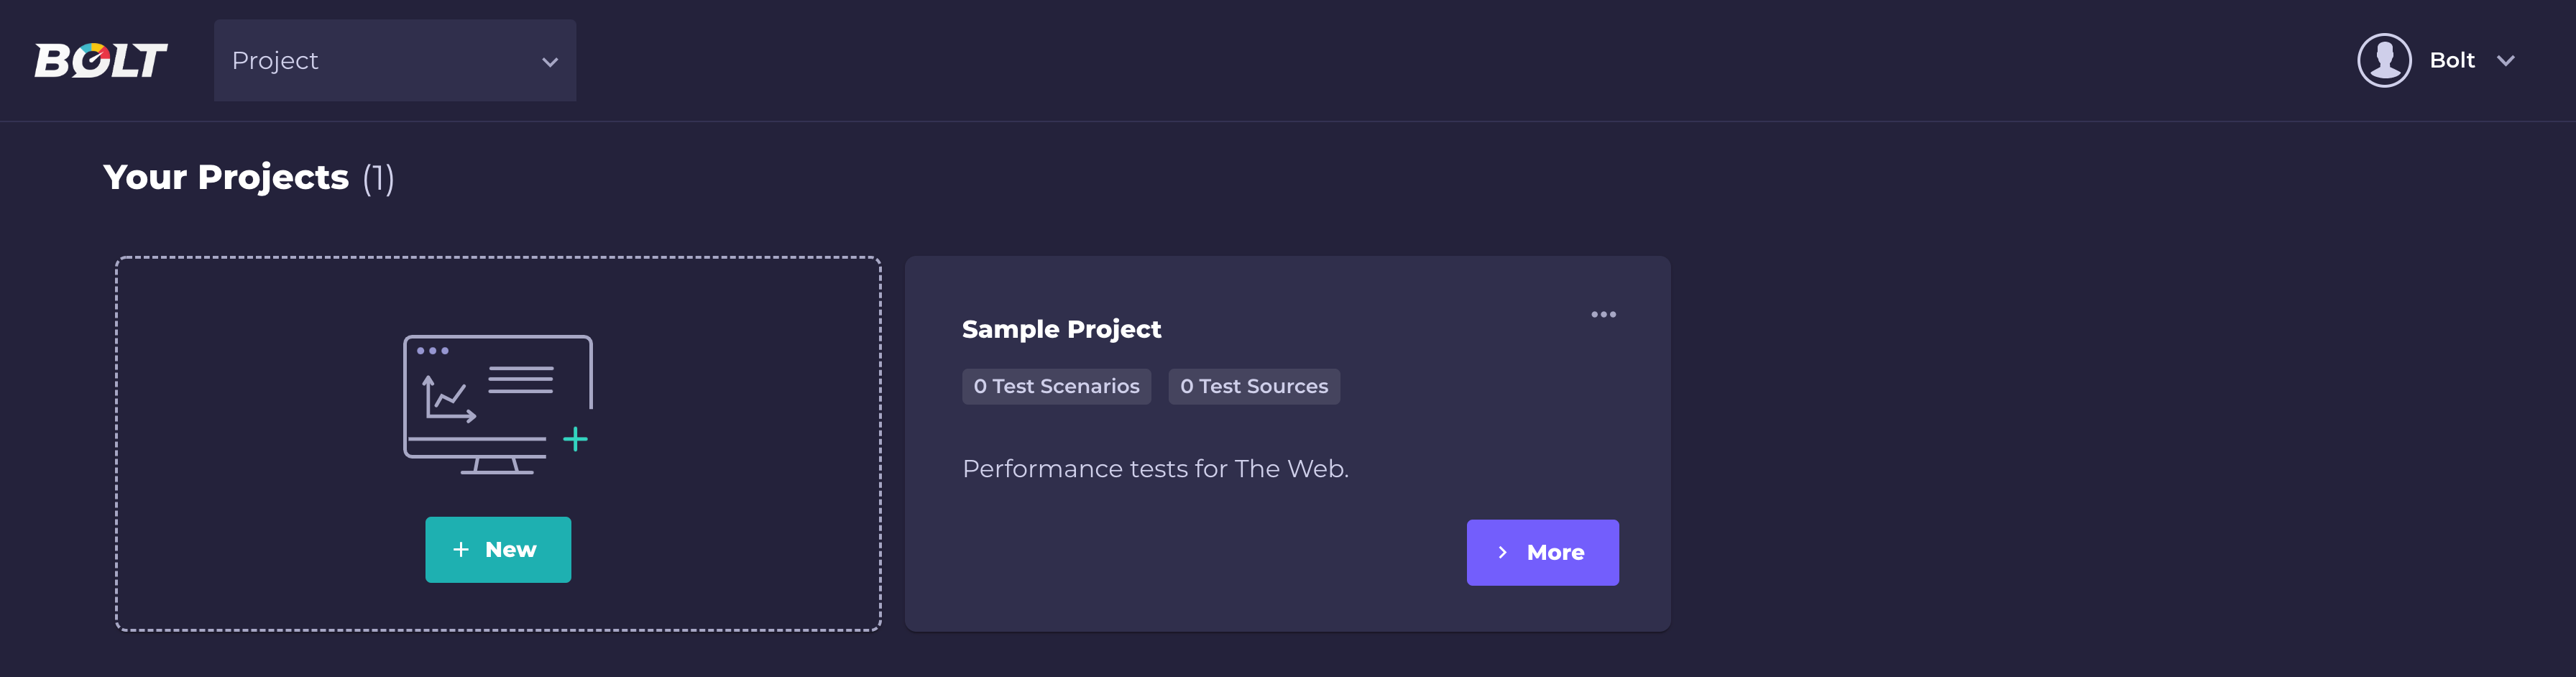 BOLT
Project
Bolt
Your Projects (1)
Sample Project
0 Test Scenarios
0 Test Sources
Performance tests for The Web.
+ New
More